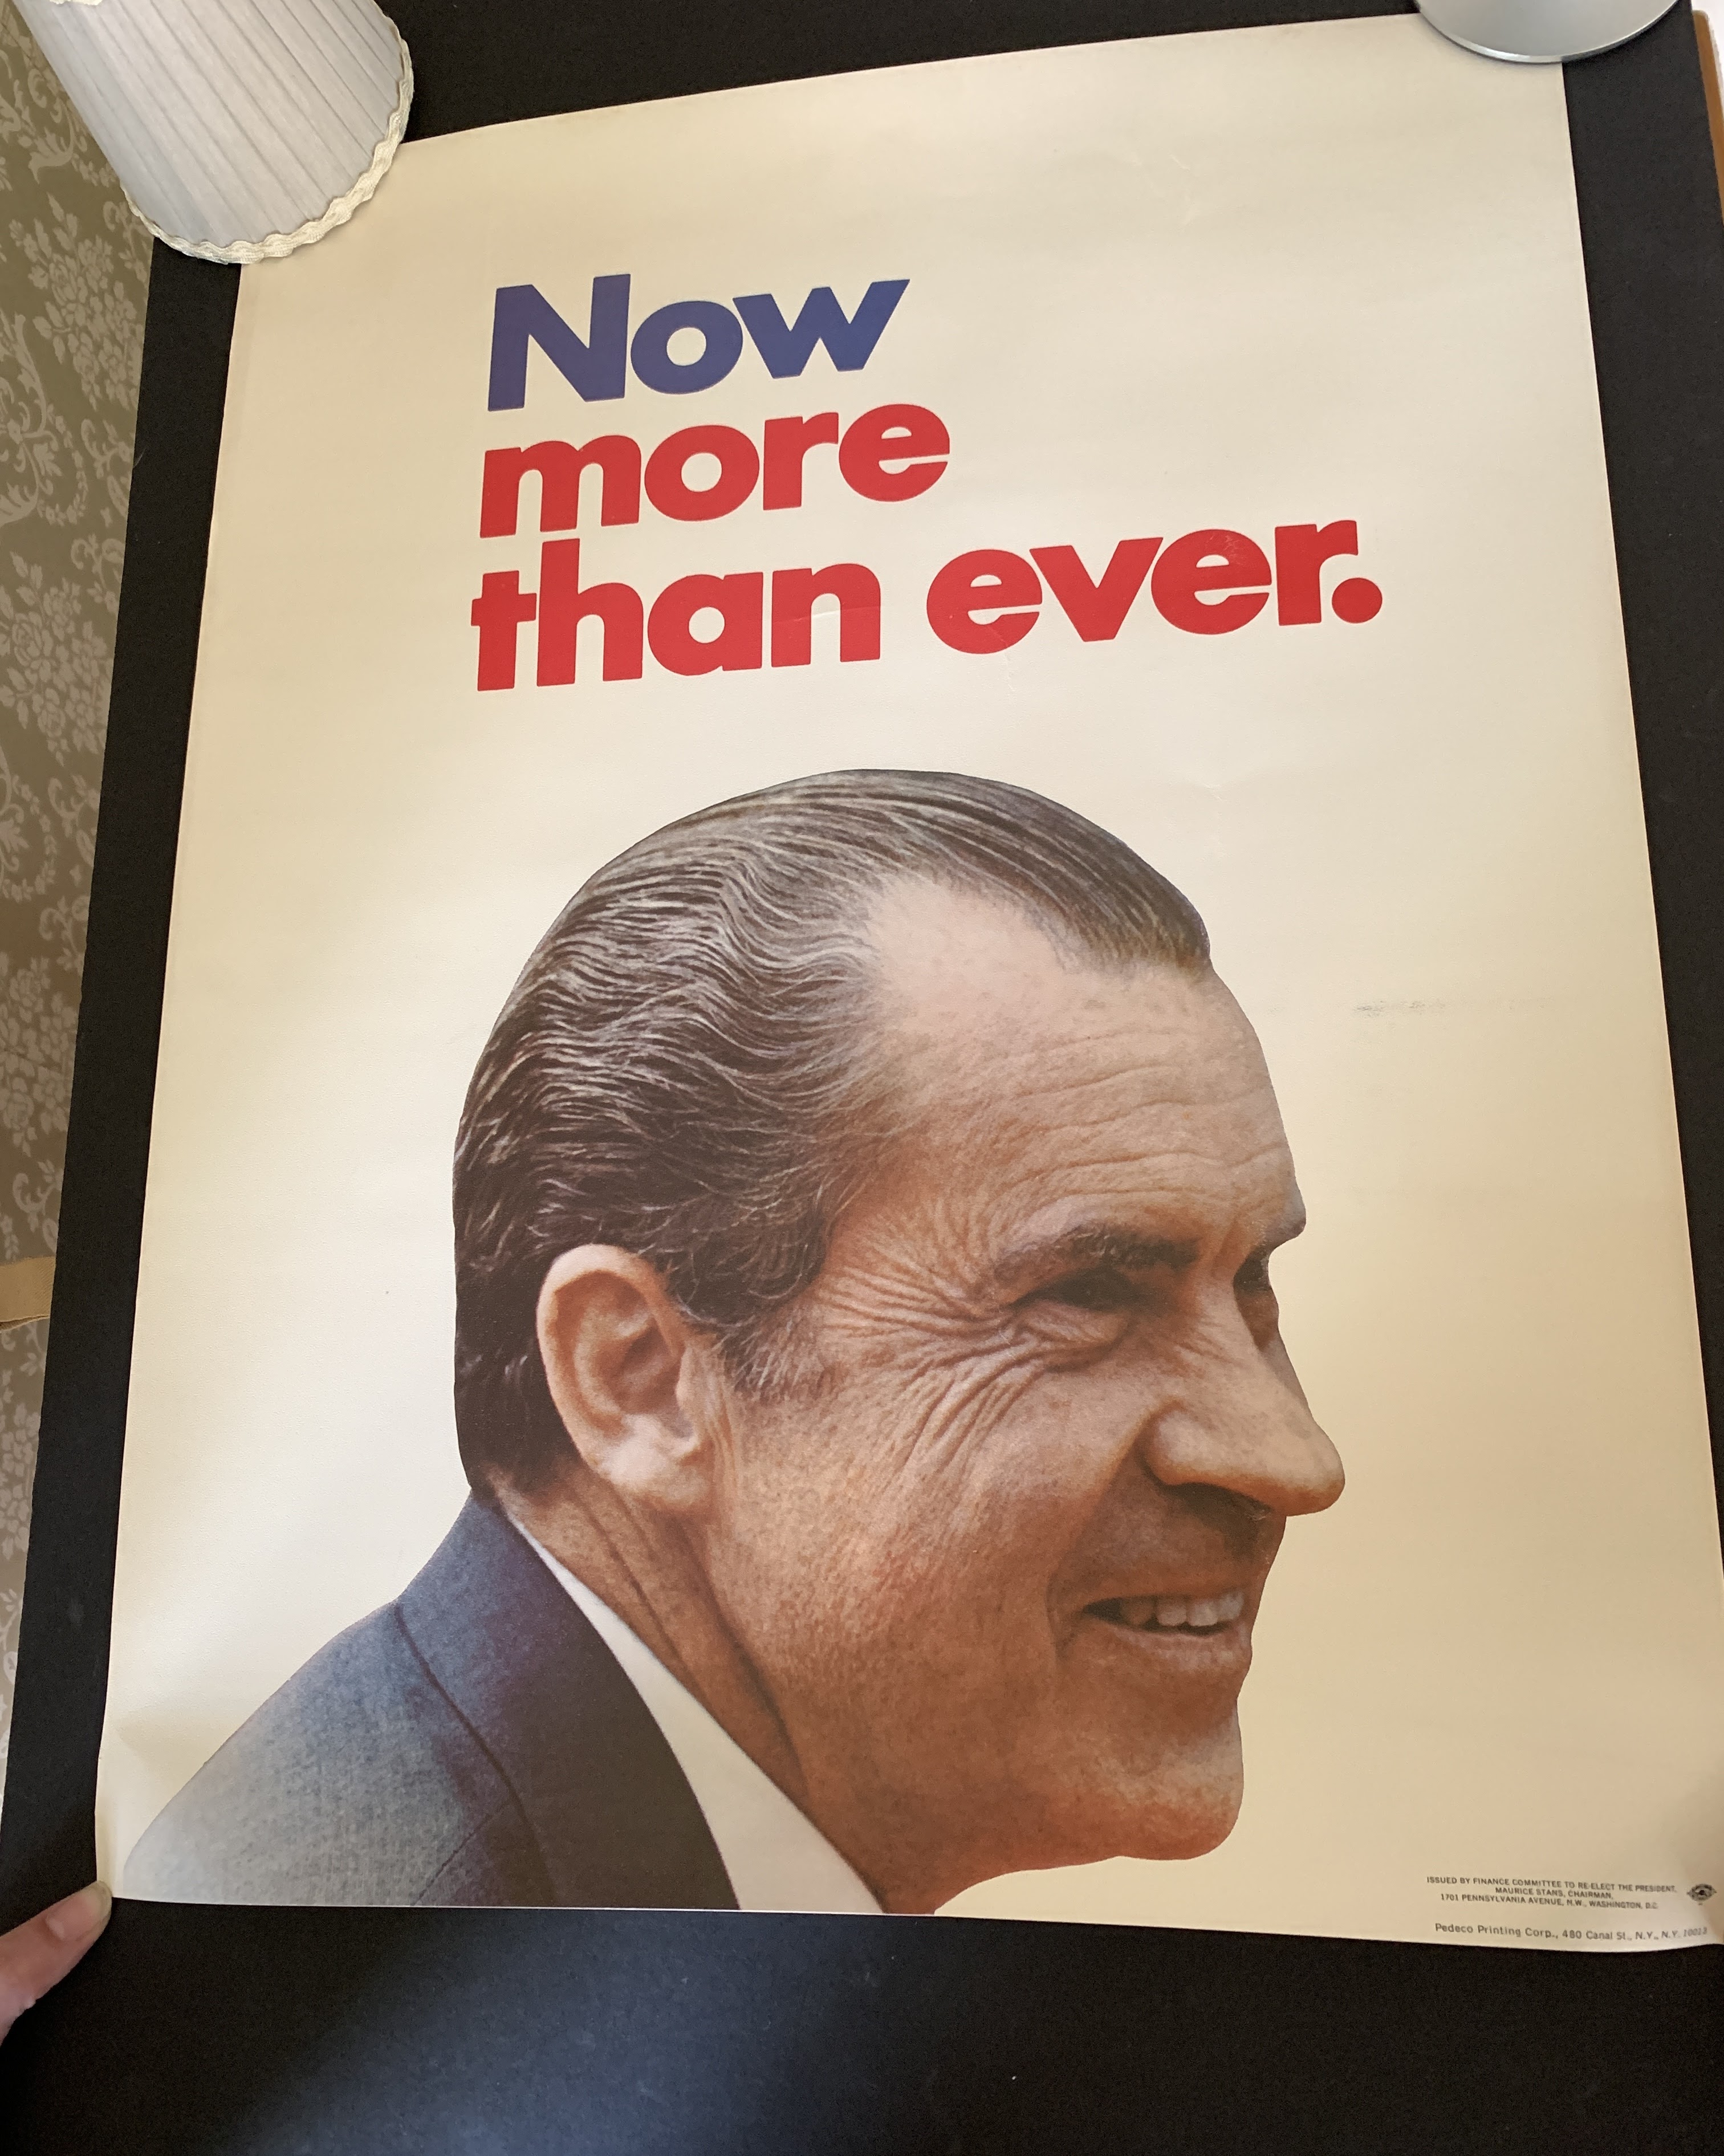 Now
more
than ever.
ISSUED BY FINANCE COMMITTEE TO RE-ELECT THE PRESIDENT,
MAURICE STANS, CHAIRMAN,
1701 PENNSYLVANIA AVENUE, N.W., WASHINGTON, D.C.
Pedeco Printing Corp., 480 Canal St., N.Y., N.Y. 10013